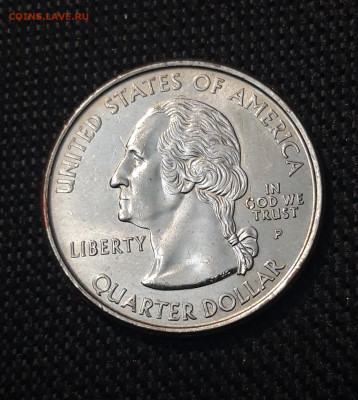 COINS.LAVE.RU
UNITED STATES OF AMERICA
LIBERTY
IN
GOD WE
TRUST
P
QUARTER DOLLAR